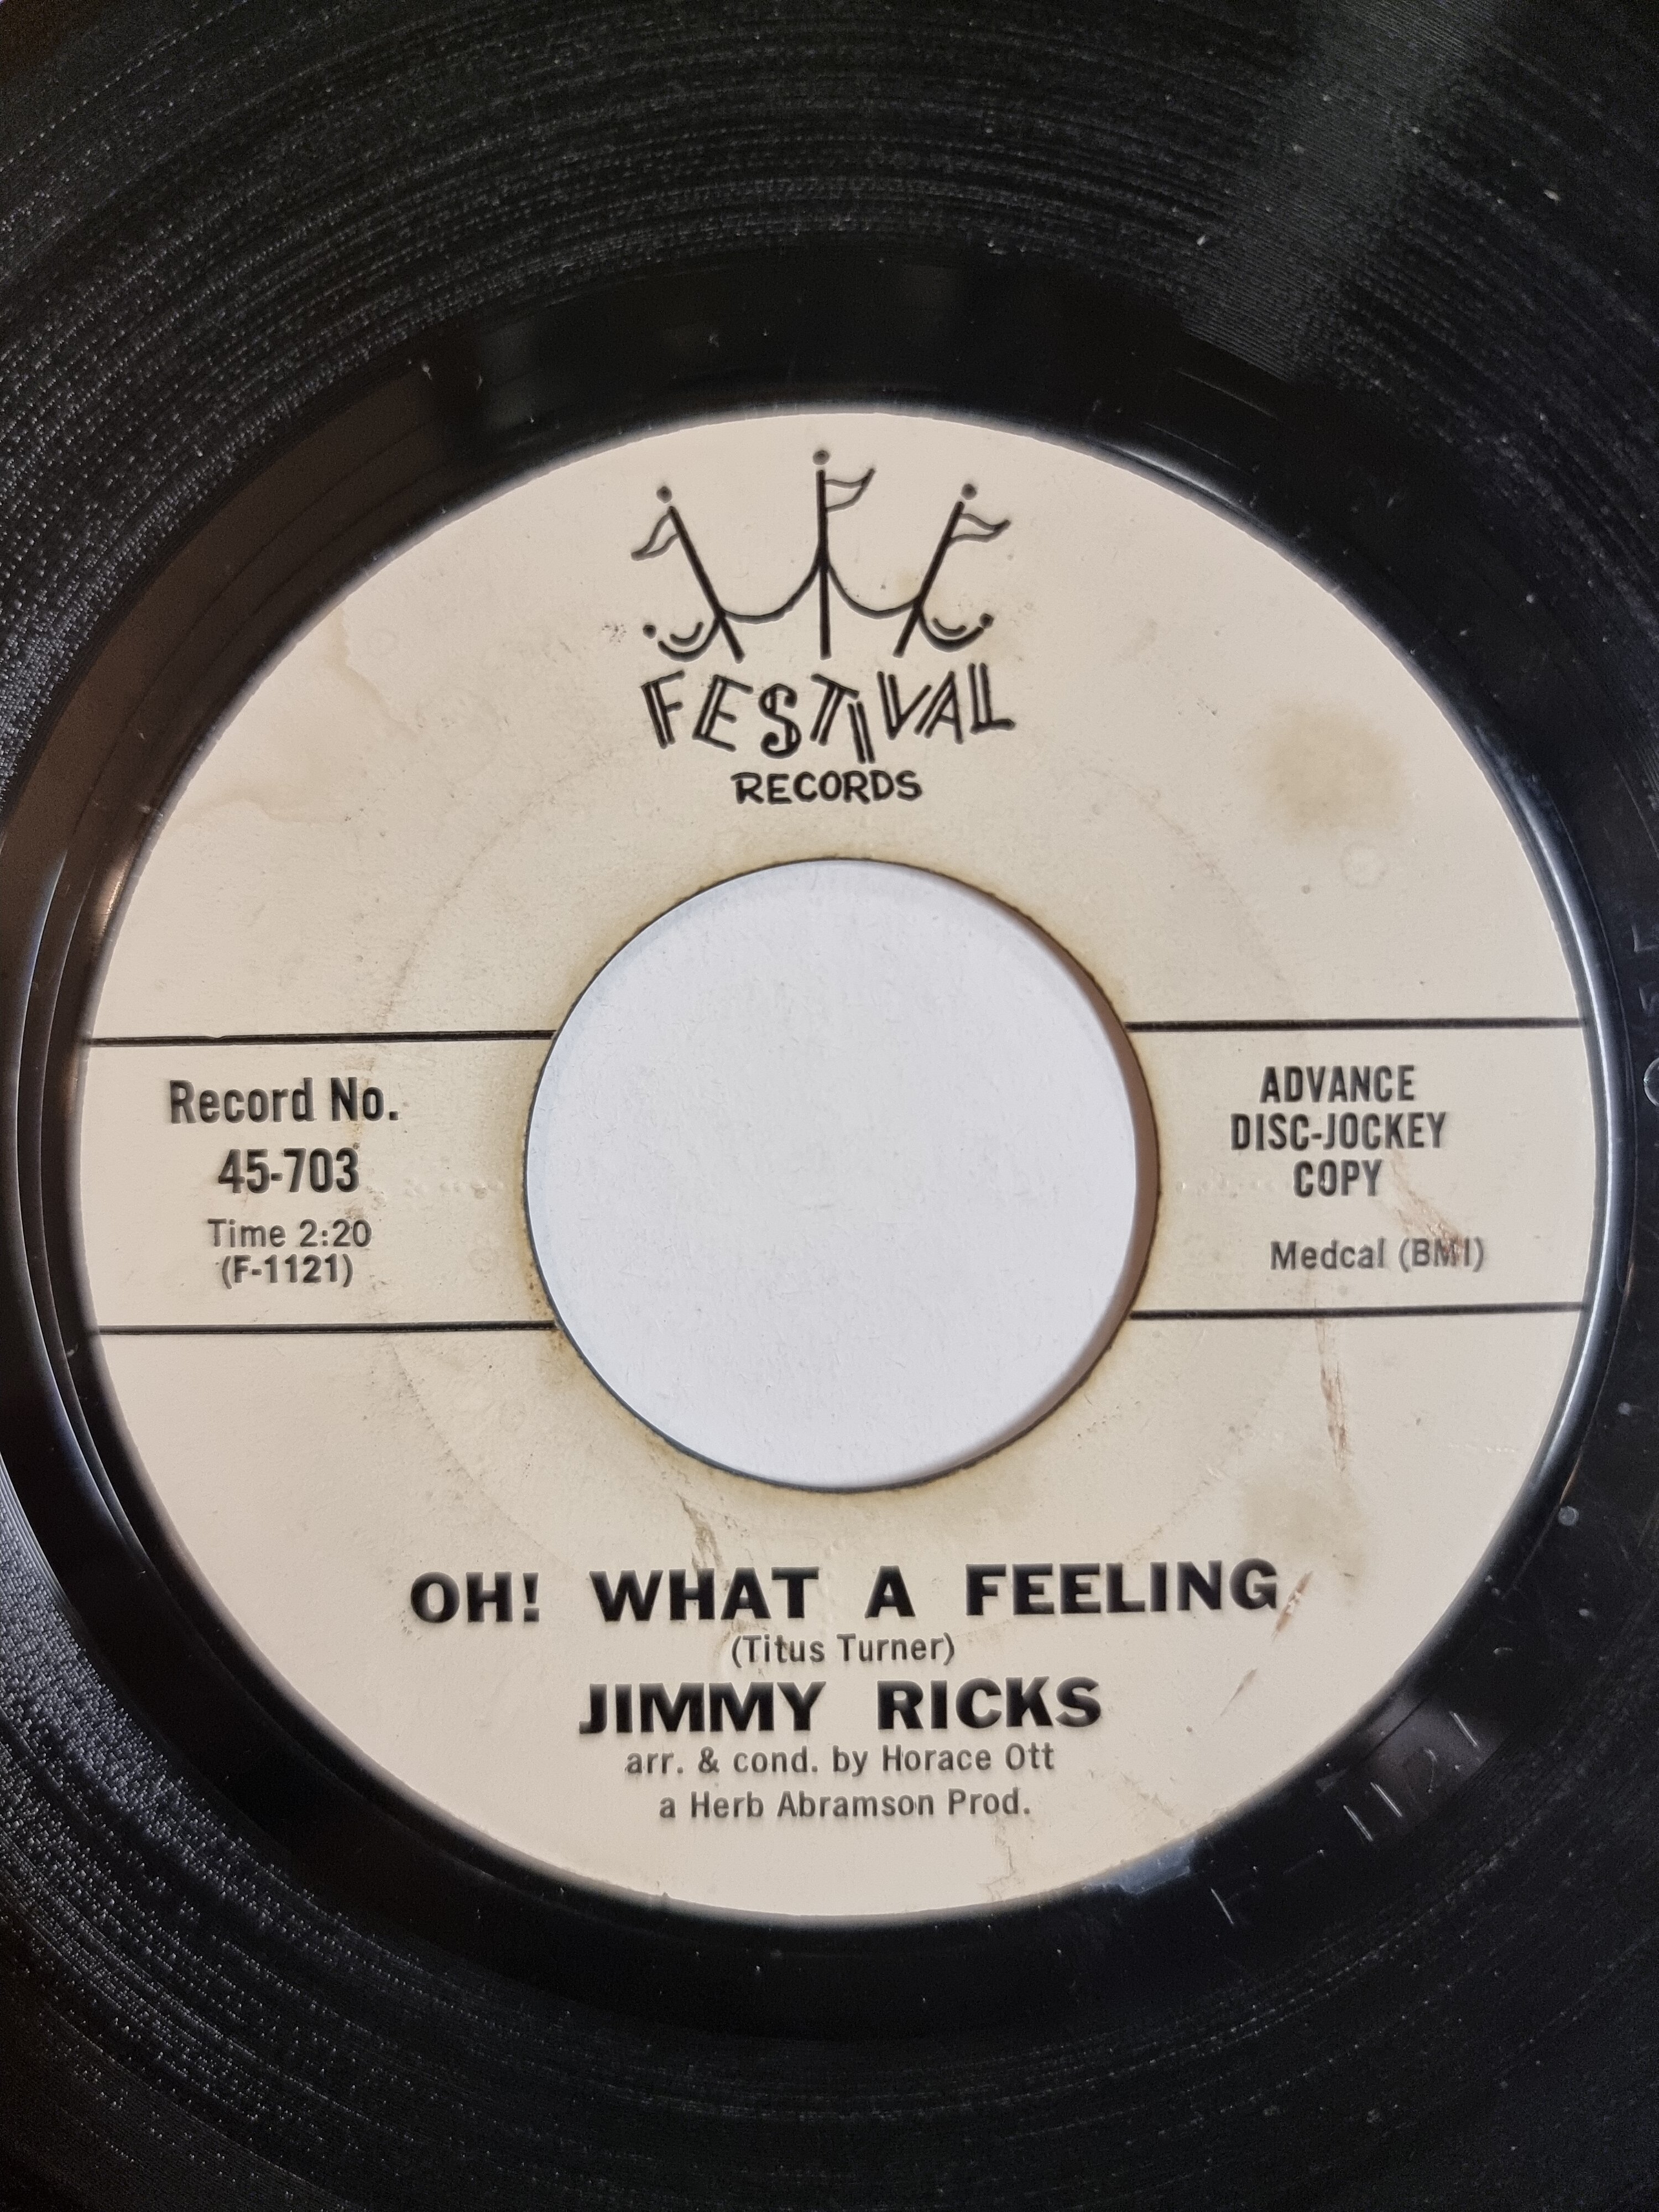 FESTIVAL
RECORDS
Record No.
45-703
Time 2:20
(F-1121)
ADVANCE
DISC-JOCKEY
COPY
Medcal (BMI)
OH! WHAT A FEELING
(Titus Turner)
JIMMY RICKS
arr. & cond. by Horace Ott
a Herb Abramson Prod.
F-1121